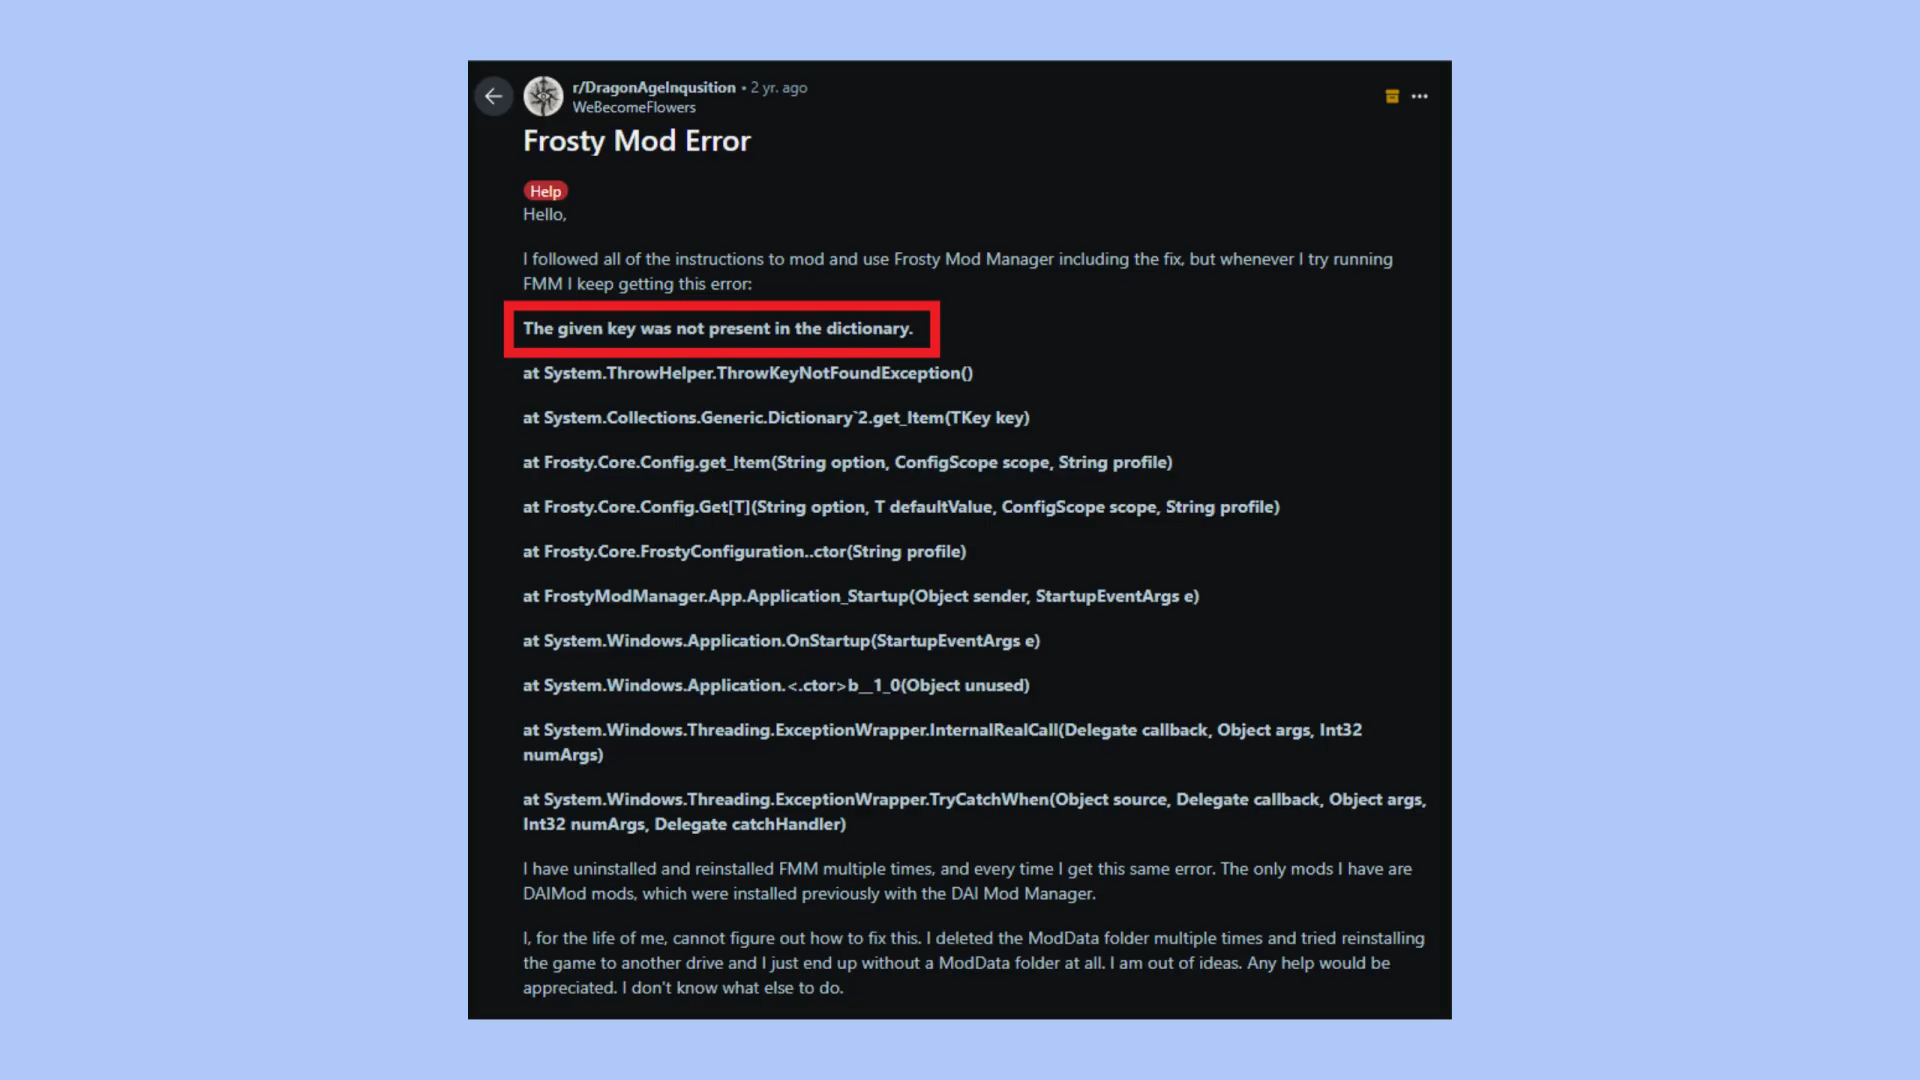 r/DragonAgeInqusition • 2 yr. ago
WeBecomeFlowers
Frosty Mod Error
Help
Hello,
I followed all of the instructions to mod and use Frosty Mod Manager including the fix, but whenever I try running
FMM I keep getting this error:
The given key was not present in the dictionary.
at System.ThrowHelper.ThrowKeyNotFoundException()
at System.Collections.Generic.Dictionary`2.get_Item(TKey key)
at Frosty.Core.Config.get_Item(String option, ConfigScope scope, String profile)
at Frosty.Core.Config.Get[T](String option, T defaultValue, ConfigScope scope, String profile)
at Frosty.Core.FrostyConfiguration..ctor(String profile)
at FrostyModManager.App.Application_Startup(Object sender, StartupEventArgs e)
at System.Windows.Application.OnStartup(StartupEventArgs e)
at System.Windows.Application.<.ctor>b__1_0(Object unused)
at System.Windows.Threading.ExceptionWrapper.InternalRealCall(Delegate callback, Object args, Int32
numArgs)
at System.Windows.Threading.ExceptionWrapper.TryCatchWhen(Object source, Delegate callback, Object args,
Int32 numArgs, Delegate catchHandler)
I have uninstalled and reinstalled FMM multiple times, and every time I get this same error. The only mods I have are
DAIMod mods, which were installed previously with the DAI Mod Manager.
I, for the life of me, cannot figure out how to fix this. I deleted the ModData folder multiple times and tried reinstalling
the game to another drive and I just end up without a ModData folder at all. I am out of ideas. Any help would be
appreciated. I don't know what else to do.